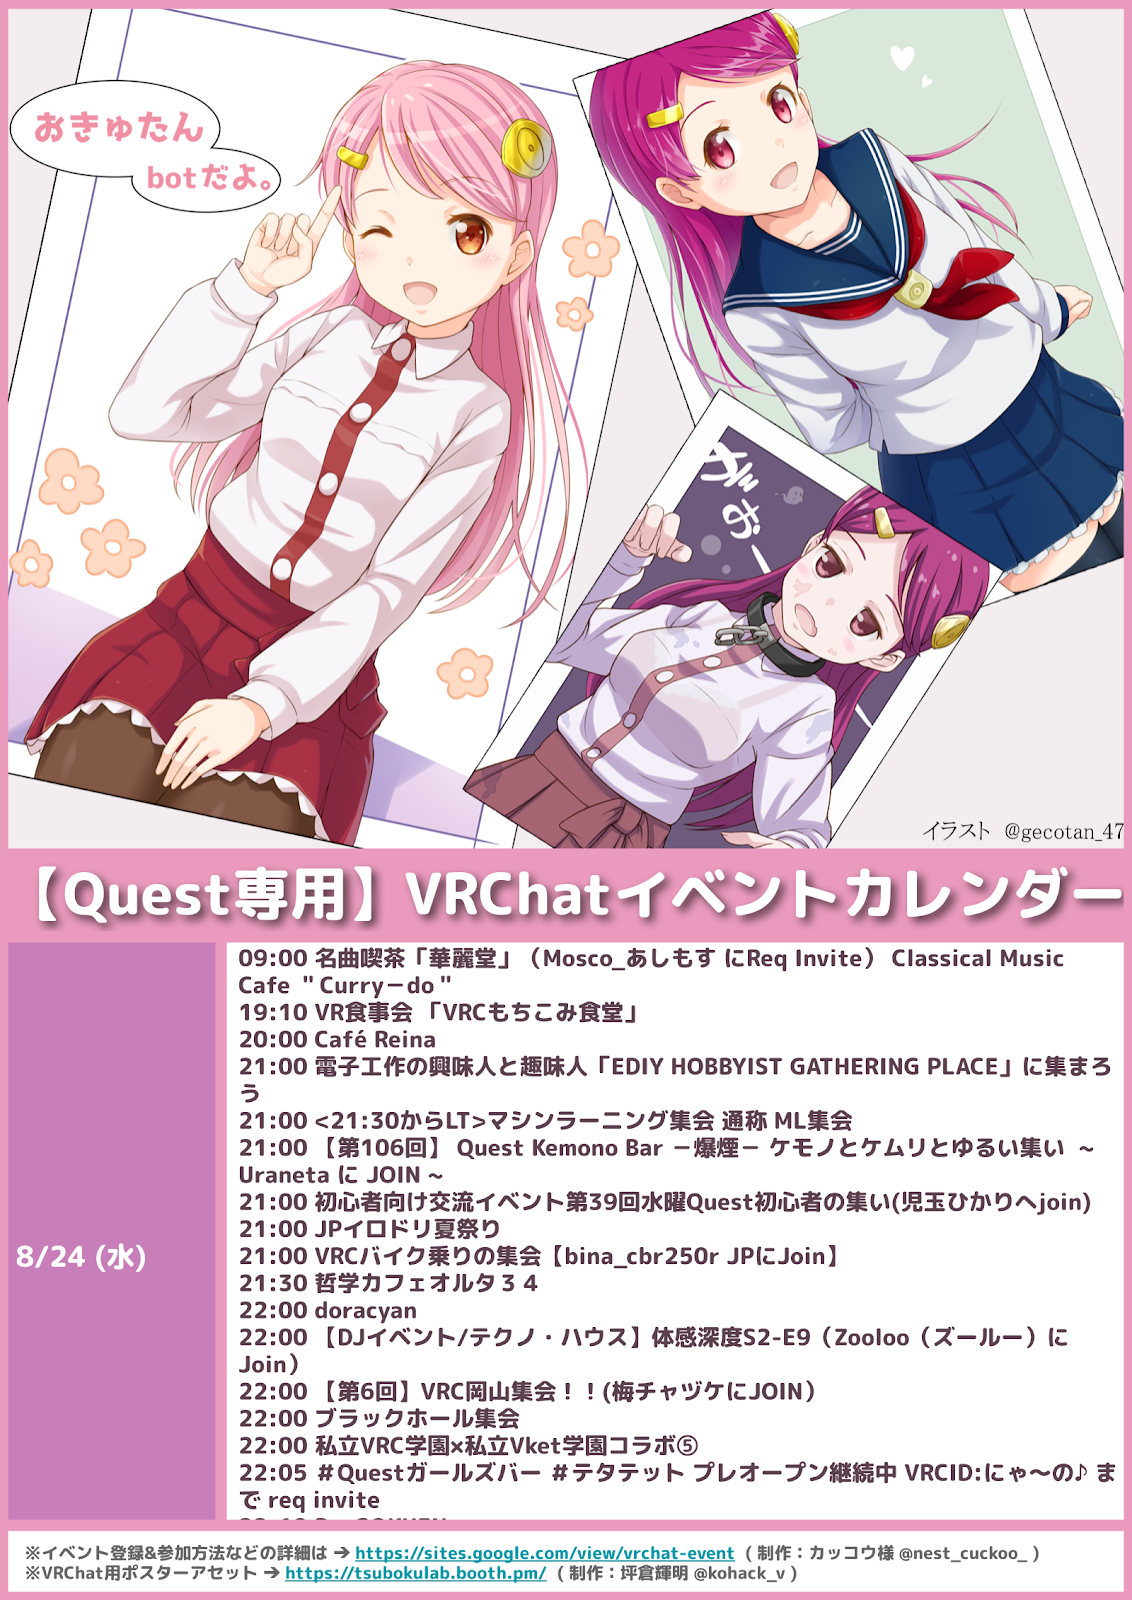 おきゅたん
botだよ。
がおー
イラスト @gecotan_47
【Quest専用】VRChatイベントカレンダー
8/24 (水)
09:00 名曲喫茶「華麗堂」（Mosco_あしもす にReq Invite） Classical Music
Cafe ＂Curry－do＂
19:10 VR食事会 「VRCもちこみ食堂」
20:00 Café Reina
21:00 電子工作の興味人と趣味人「EDIY HOBBYIST GATHERING PLACE」に集まろ
う
21:00 <21:30からLT>マシンラーニング集会 通称 ML集会
21:00 【第106回】 Quest Kemono Bar －爆煙－ ケモノとケムリとゆるい集い ～
Uraneta に JOIN ~
21:00 初心者向け交流イベント第39回水曜Quest初心者の集い(児玉ひかりへjoin)
21:00 JPイロドリ夏祭り
21:00 VRCバイク乗りの集会【bina_cbr250r JPにJoin】
21:30 哲学カフェオルタ３４
22:00 doracyan
22:00 【DJイベント/テクノ・ハウス】体感深度S2-E9（Zooloo（ズールー）に
Join）
22:00 【第6回】VRC岡山集会！！(梅チャヅケにJOIN）
22:00 ブラックホール集会
22:00 私立VRC学園×私立Vket学園コラボ⑤
22:05 ＃Questガールズバー ＃テタテット プレオープン継続中 VRCID:にゃ～の♪ ま
で req invite
※イベント登録&参加方法などの詳細は ➔ https://sites.google.com/view/vrchat-event ( 制作：カッコウ様 @nest_cuckoo_ )
※VRChat用ポスターアセット ➔ https://tsubokulab.booth.pm/ ( 制作：坪倉輝明 @kohack_v )